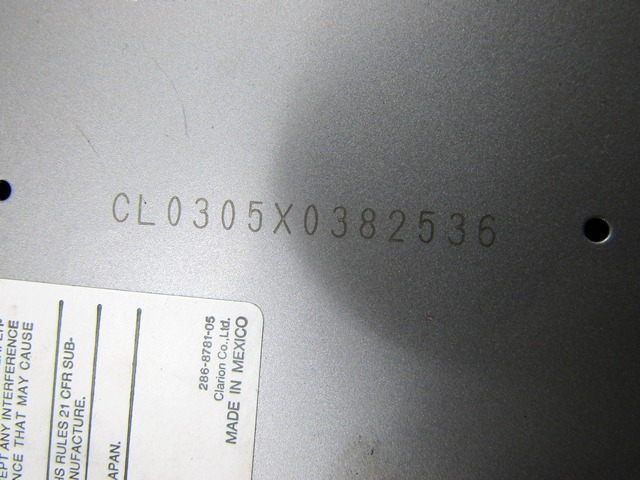 CL0305X0382536
286-8781-05
Clarion Co.,Ltd.
MADE IN MEXICO
EPT ANY INTERFERENCE
NCE THAT MAY CAUSE
HS RULES 21 CFR SUB-
NUFACTURE.
APAN.